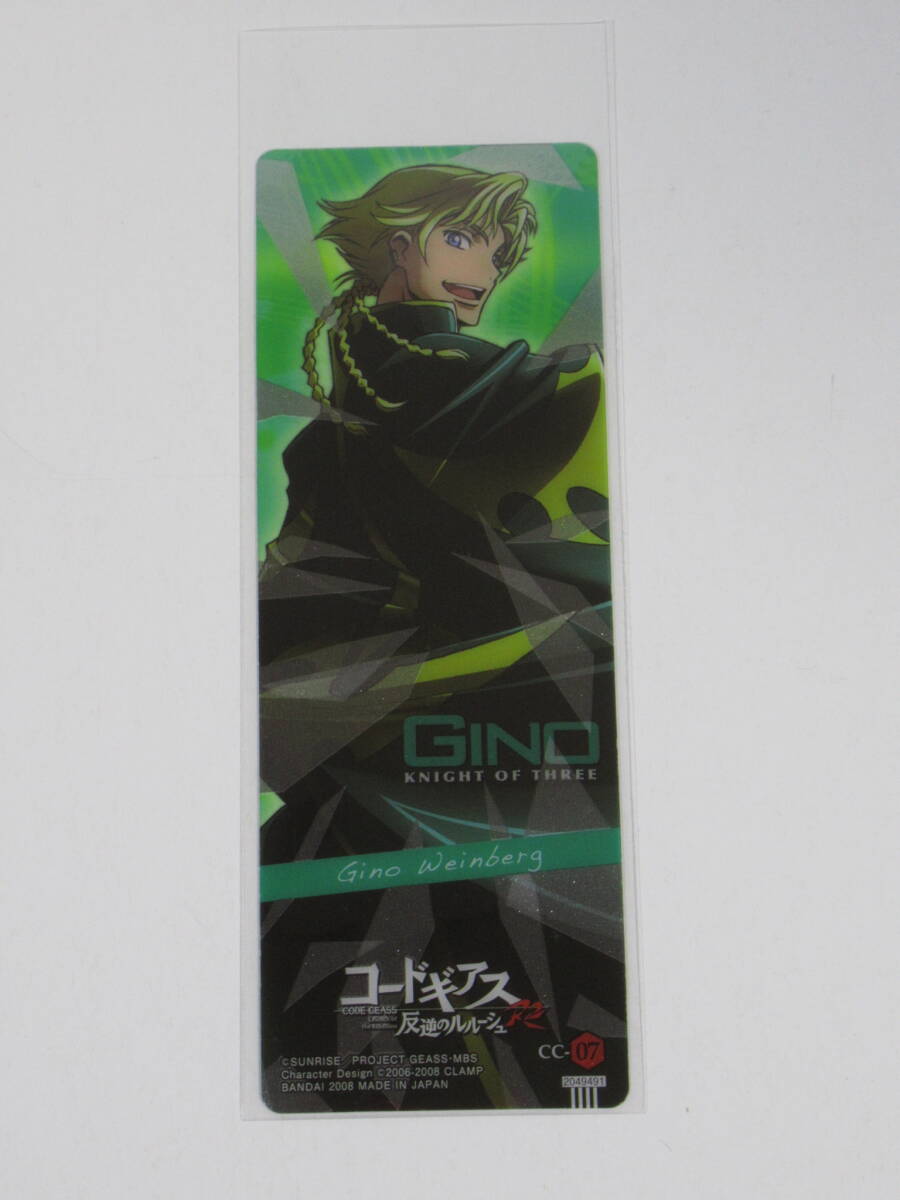 GINO
KNIGHT OF THREE
Gino Weinberg
コードギアス
CODE GEASS
反逆のルルーシュ R2
CC-07
©SUNRISE/PROJECT GEASS・MBS
Character Design ©2006-2008 CLAMP
BANDAI 2008 MADE IN JAPAN
2049491